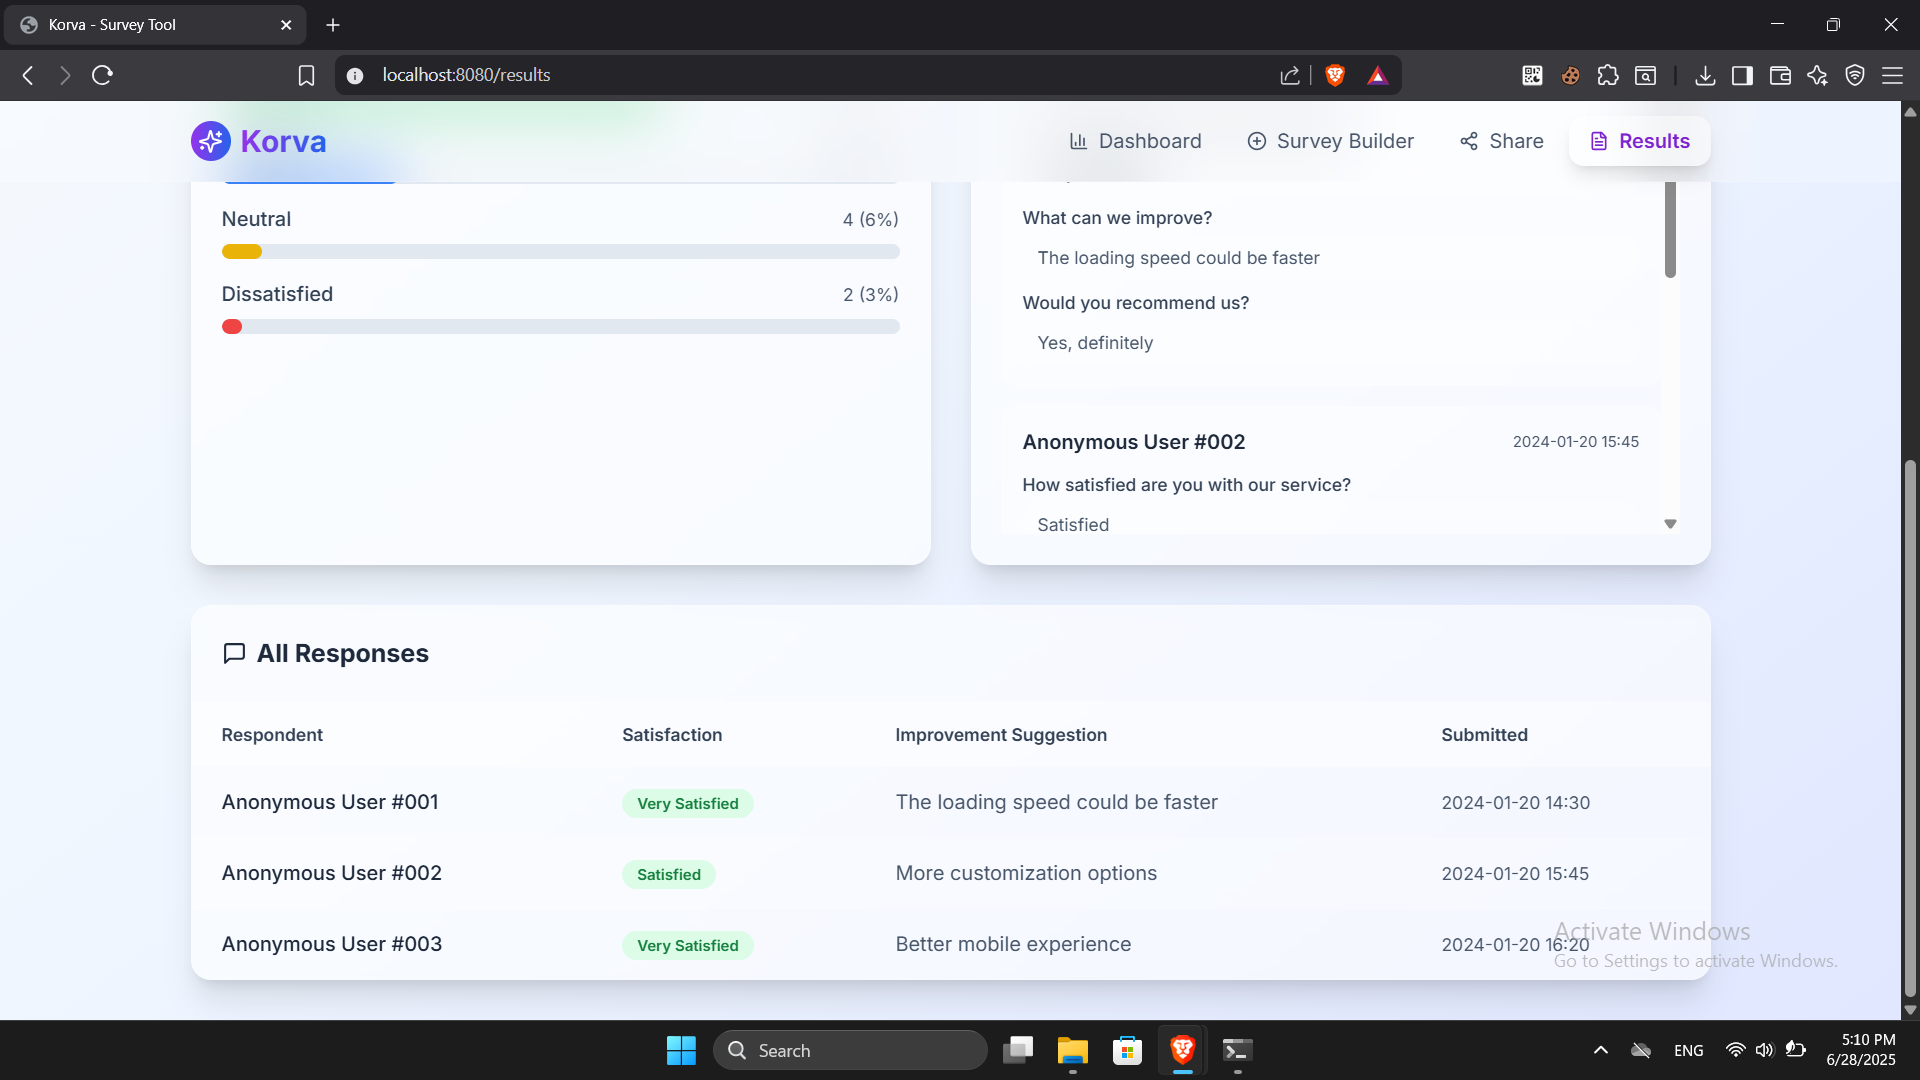 Korva - Survey Tool
localhost:8080/results
Korva
Dashboard
Survey Builder
Share
Results
Neutral
4 (6%)
Dissatisfied
2 (3%)
What can we improve?
The loading speed could be faster
Would you recommend us?
Yes, definitely
Anonymous User #002
2024-01-20 15:45
How satisfied are you with our service?
Satisfied
All Responses
Respondent Satisfaction Improvement Suggestion Submitted
Anonymous User #001 Very Satisfied The loading speed could be faster 2024-01-20 14:30
Anonymous User #002 Satisfied More customization options 2024-01-20 15:45
Anonymous User #003 Very Satisfied Better mobile experience 2024-01-20 16:20
Activate Windows
Go to Settings to activate Windows.
Search
ENG
5:10 PM
6/28/2025